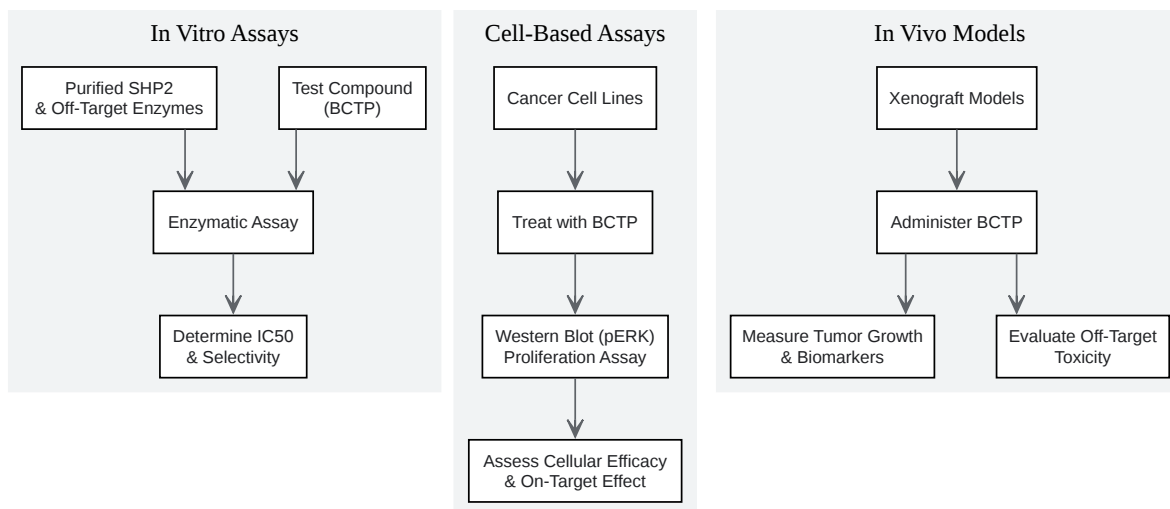 In Vitro Assays
Purified SHP2
& Off-Target Enzymes
Test Compound
(BCTP)
Enzymatic Assay
Determine IC50
& Selectivity
Cell-Based Assays
Cancer Cell Lines
Treat with BCTP
Western Blot (pERK)
Proliferation Assay
Assess Cellular Efficacy
& On-Target Effect
In Vivo Models
Xenograft Models
Administer BCTP
Measure Tumor Growth
& Biomarkers
Evaluate Off-Target
Toxicity